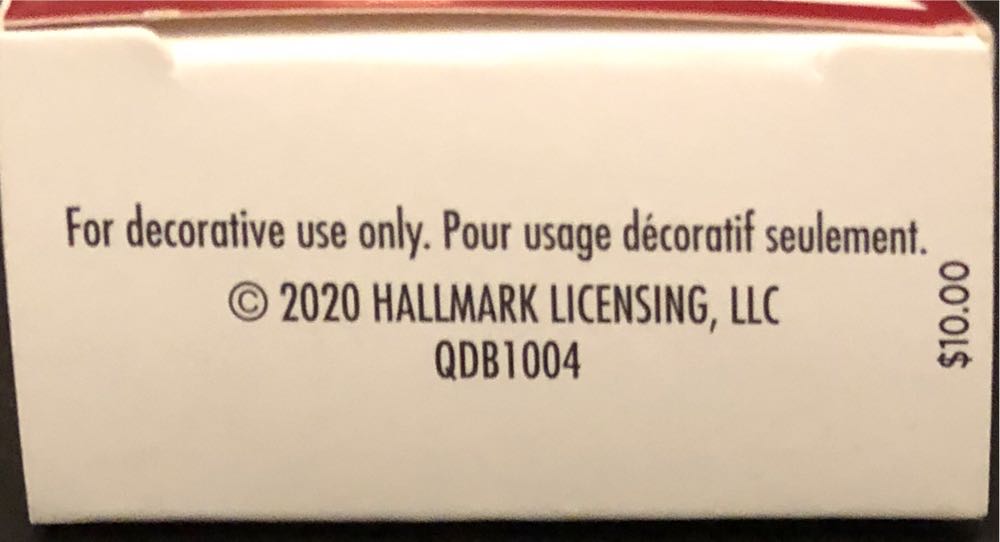 For decorative use only. Pour usage décoratif seulement.
© 2020 HALLMARK LICENSING, LLC
QDB1004
$10.00